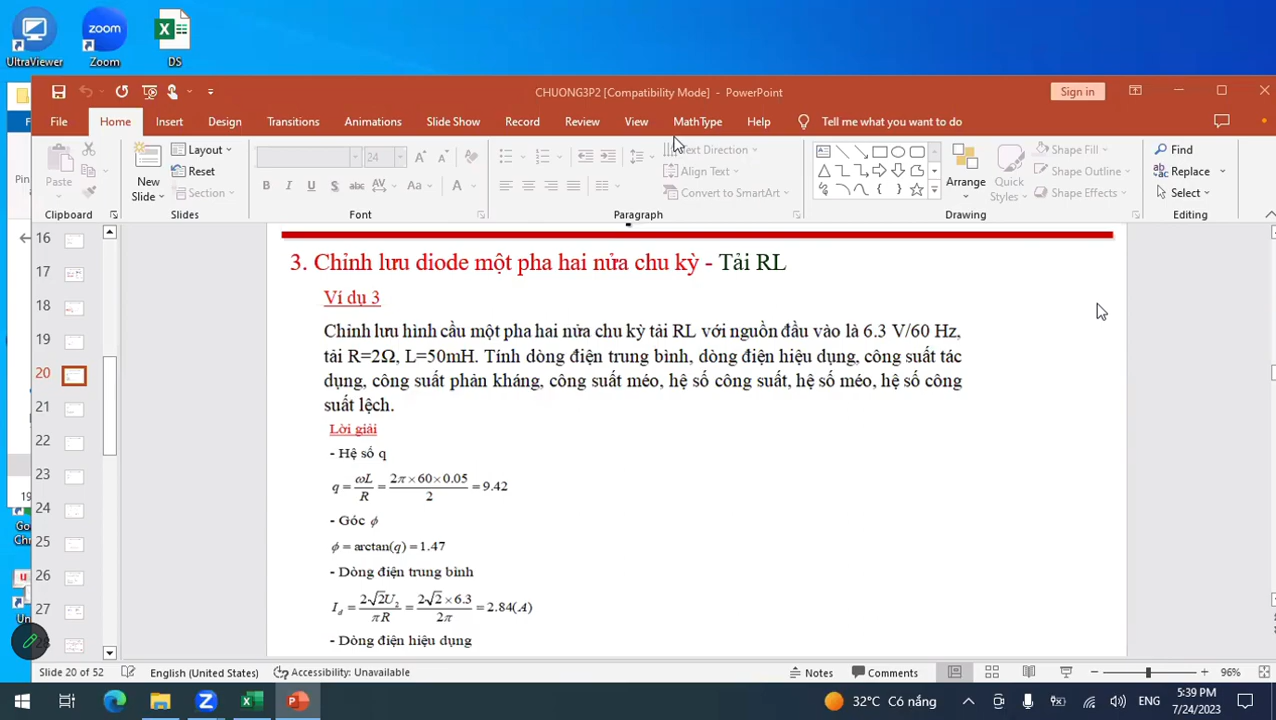 UltraViewer
Zoom
DS
CHUONG3P2 [Compatibility Mode] - PowerPoint
Sign in
File Home Insert Design Transitions Animations Slide Show Record Review View MathType Help Tell me what you want to do
Paste
New
Slide
Layout
Reset
Section
24
Text Direction
Align Text
Convert to SmartArt
Arrange
Quick
Styles
Shape Fill
Shape Outline
Shape Effects
Find
Replace
Select
Clipboard Slides Font Paragraph Drawing Editing
16
17
18
19
20
21
22
23
24
25
26
27
28
3. Chỉnh lưu diode một pha hai nửa chu kỳ - Tải RL
Ví dụ 3
Chỉnh lưu hình cầu một pha hai nửa chu kỳ tải RL với nguồn đầu vào là 6.3 V/60 Hz,
tải R=2Ω, L=50mH. Tính dòng điện trung bình, dòng điện hiệu dụng, công suất tác
dụng, công suất phản kháng, công suất méo, hệ số công suất, hệ số méo, hệ số công
suất lệch.
Lời giải
- Hệ số q
q = ωL/R = 2π×60×0.05/2 = 9.42
- Góc ϕ
ϕ = arctan(q) = 1.47
- Dòng điện trung bình
I_d = 2√2U_2/πR = 2√2×6.3/2π = 2.84(A)
- Dòng điện hiệu dụng
Slide 20 of 52 English (United States) Accessibility: Unavailable Notes Comments 96%
32°C Có nắng ENG
5:39 PM
7/24/2023